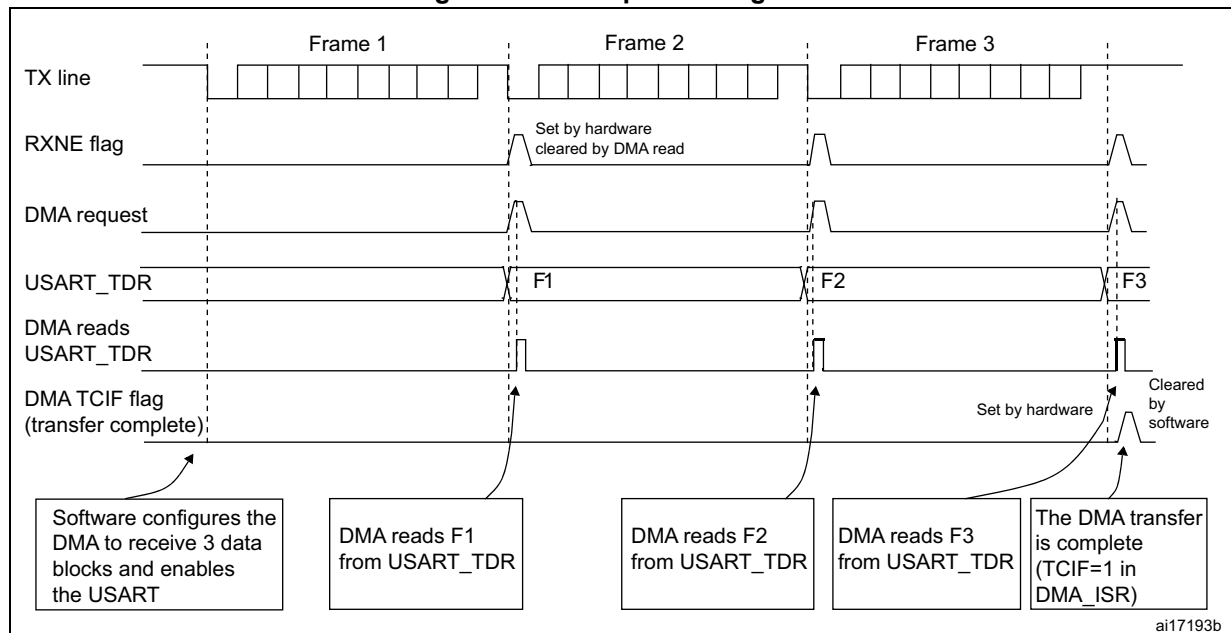 Frame 1
Frame 2
Frame 3
TX line
RXNE flag
Set by hardware
cleared by DMA read
DMA request
USART_TDR
F1
F2
F3
DMA reads
USART_TDR
DMA TCIF flag
(transfer complete)
Set by hardware
Cleared
by
software
Software configures the
DMA to receive 3 data
blocks and enables
the USART
DMA reads F1
from USART_TDR
DMA reads F2
from USART_TDR
DMA reads F3
from USART_TDR
The DMA transfer
is complete
(TCIF=1 in
DMA_ISR)
ai17193b